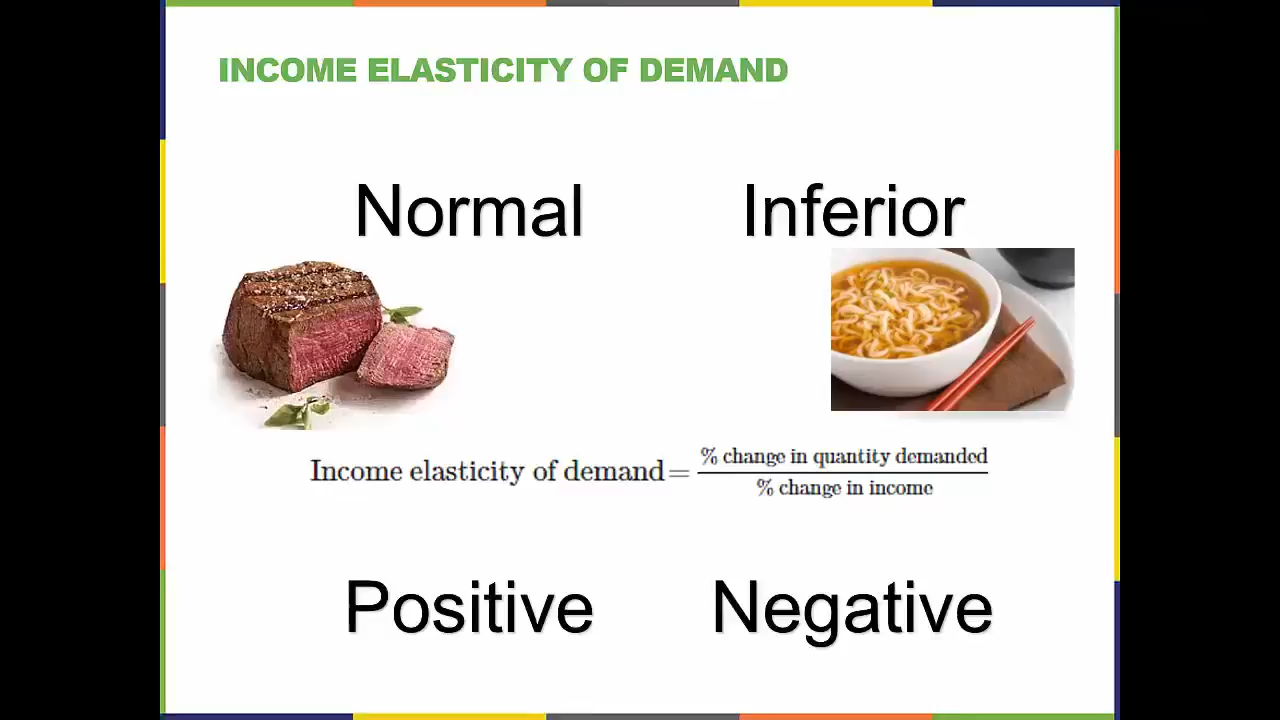 INCOME ELASTICITY OF DEMAND
Normal
Inferior
Income elasticity of demand = % change in quantity demanded / % change in income
Positive
Negative